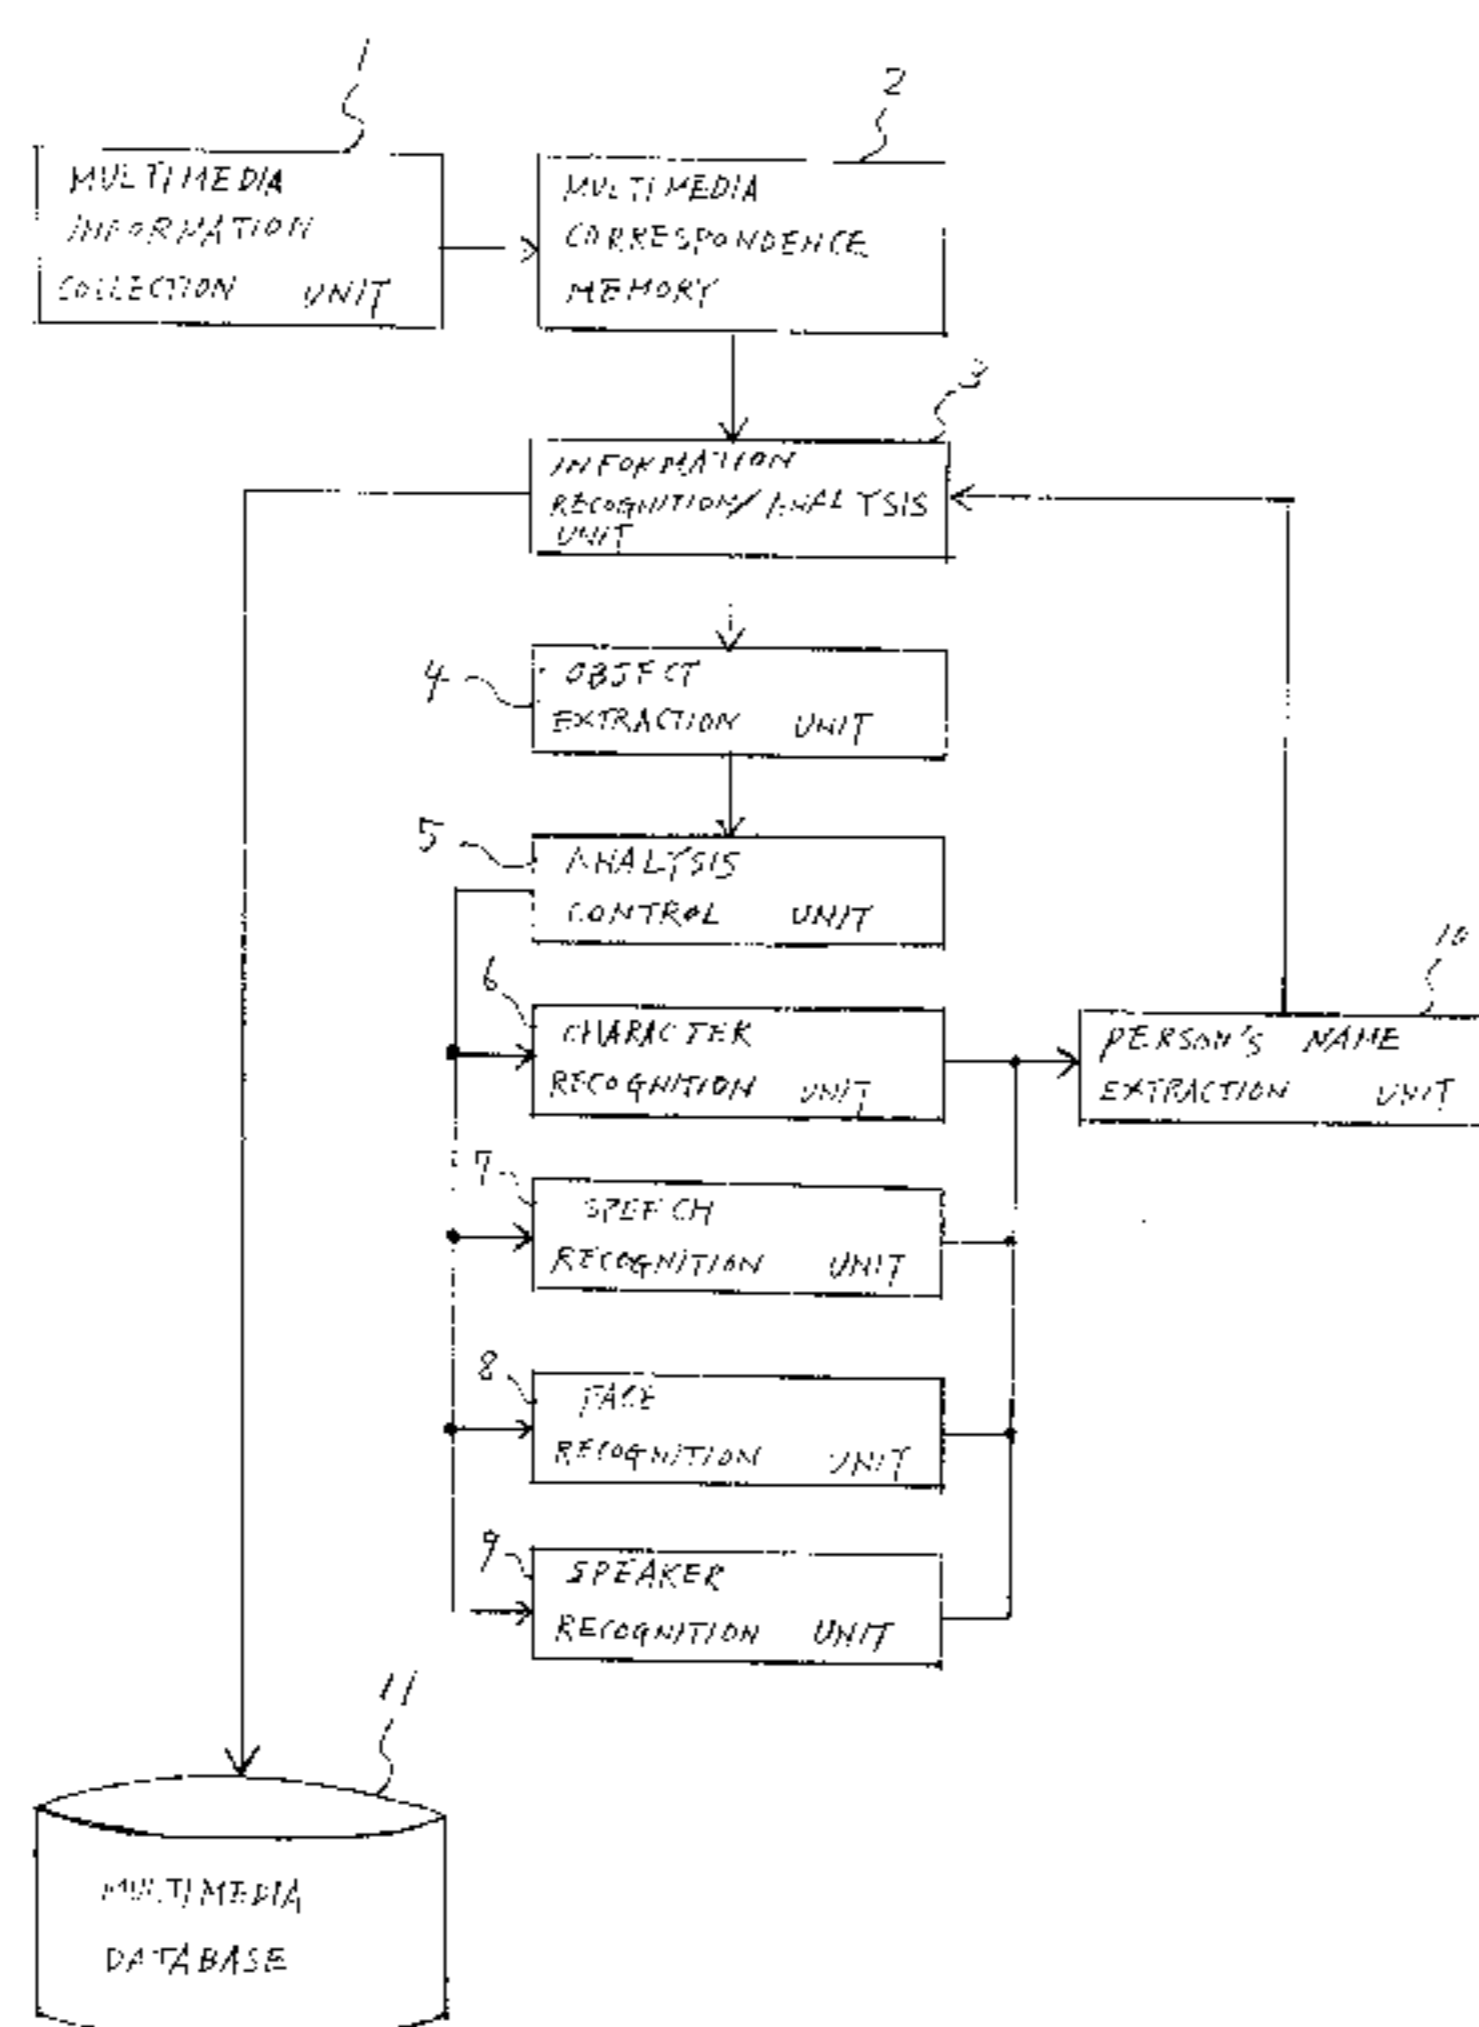 1
MULTIMEDIA
INFORMATION
COLLECTION UNIT
2
MULTIMEDIA
CORRESPONDENCE
MEMORY
3
INFORMATION
RECOGNITION/ANALYSIS
UNIT
4
OBJECT
EXTRACTION UNIT
5
ANALYSIS
CONTROL UNIT
6
CHARACTER
RECOGNITION UNIT
10
PERSON'S NAME
EXTRACTION UNIT
7
SPEECH
RECOGNITION UNIT
8
FACE
RECOGNITION UNIT
9
SPEAKER
RECOGNITION UNIT
11
MULTIMEDIA
DATABASE